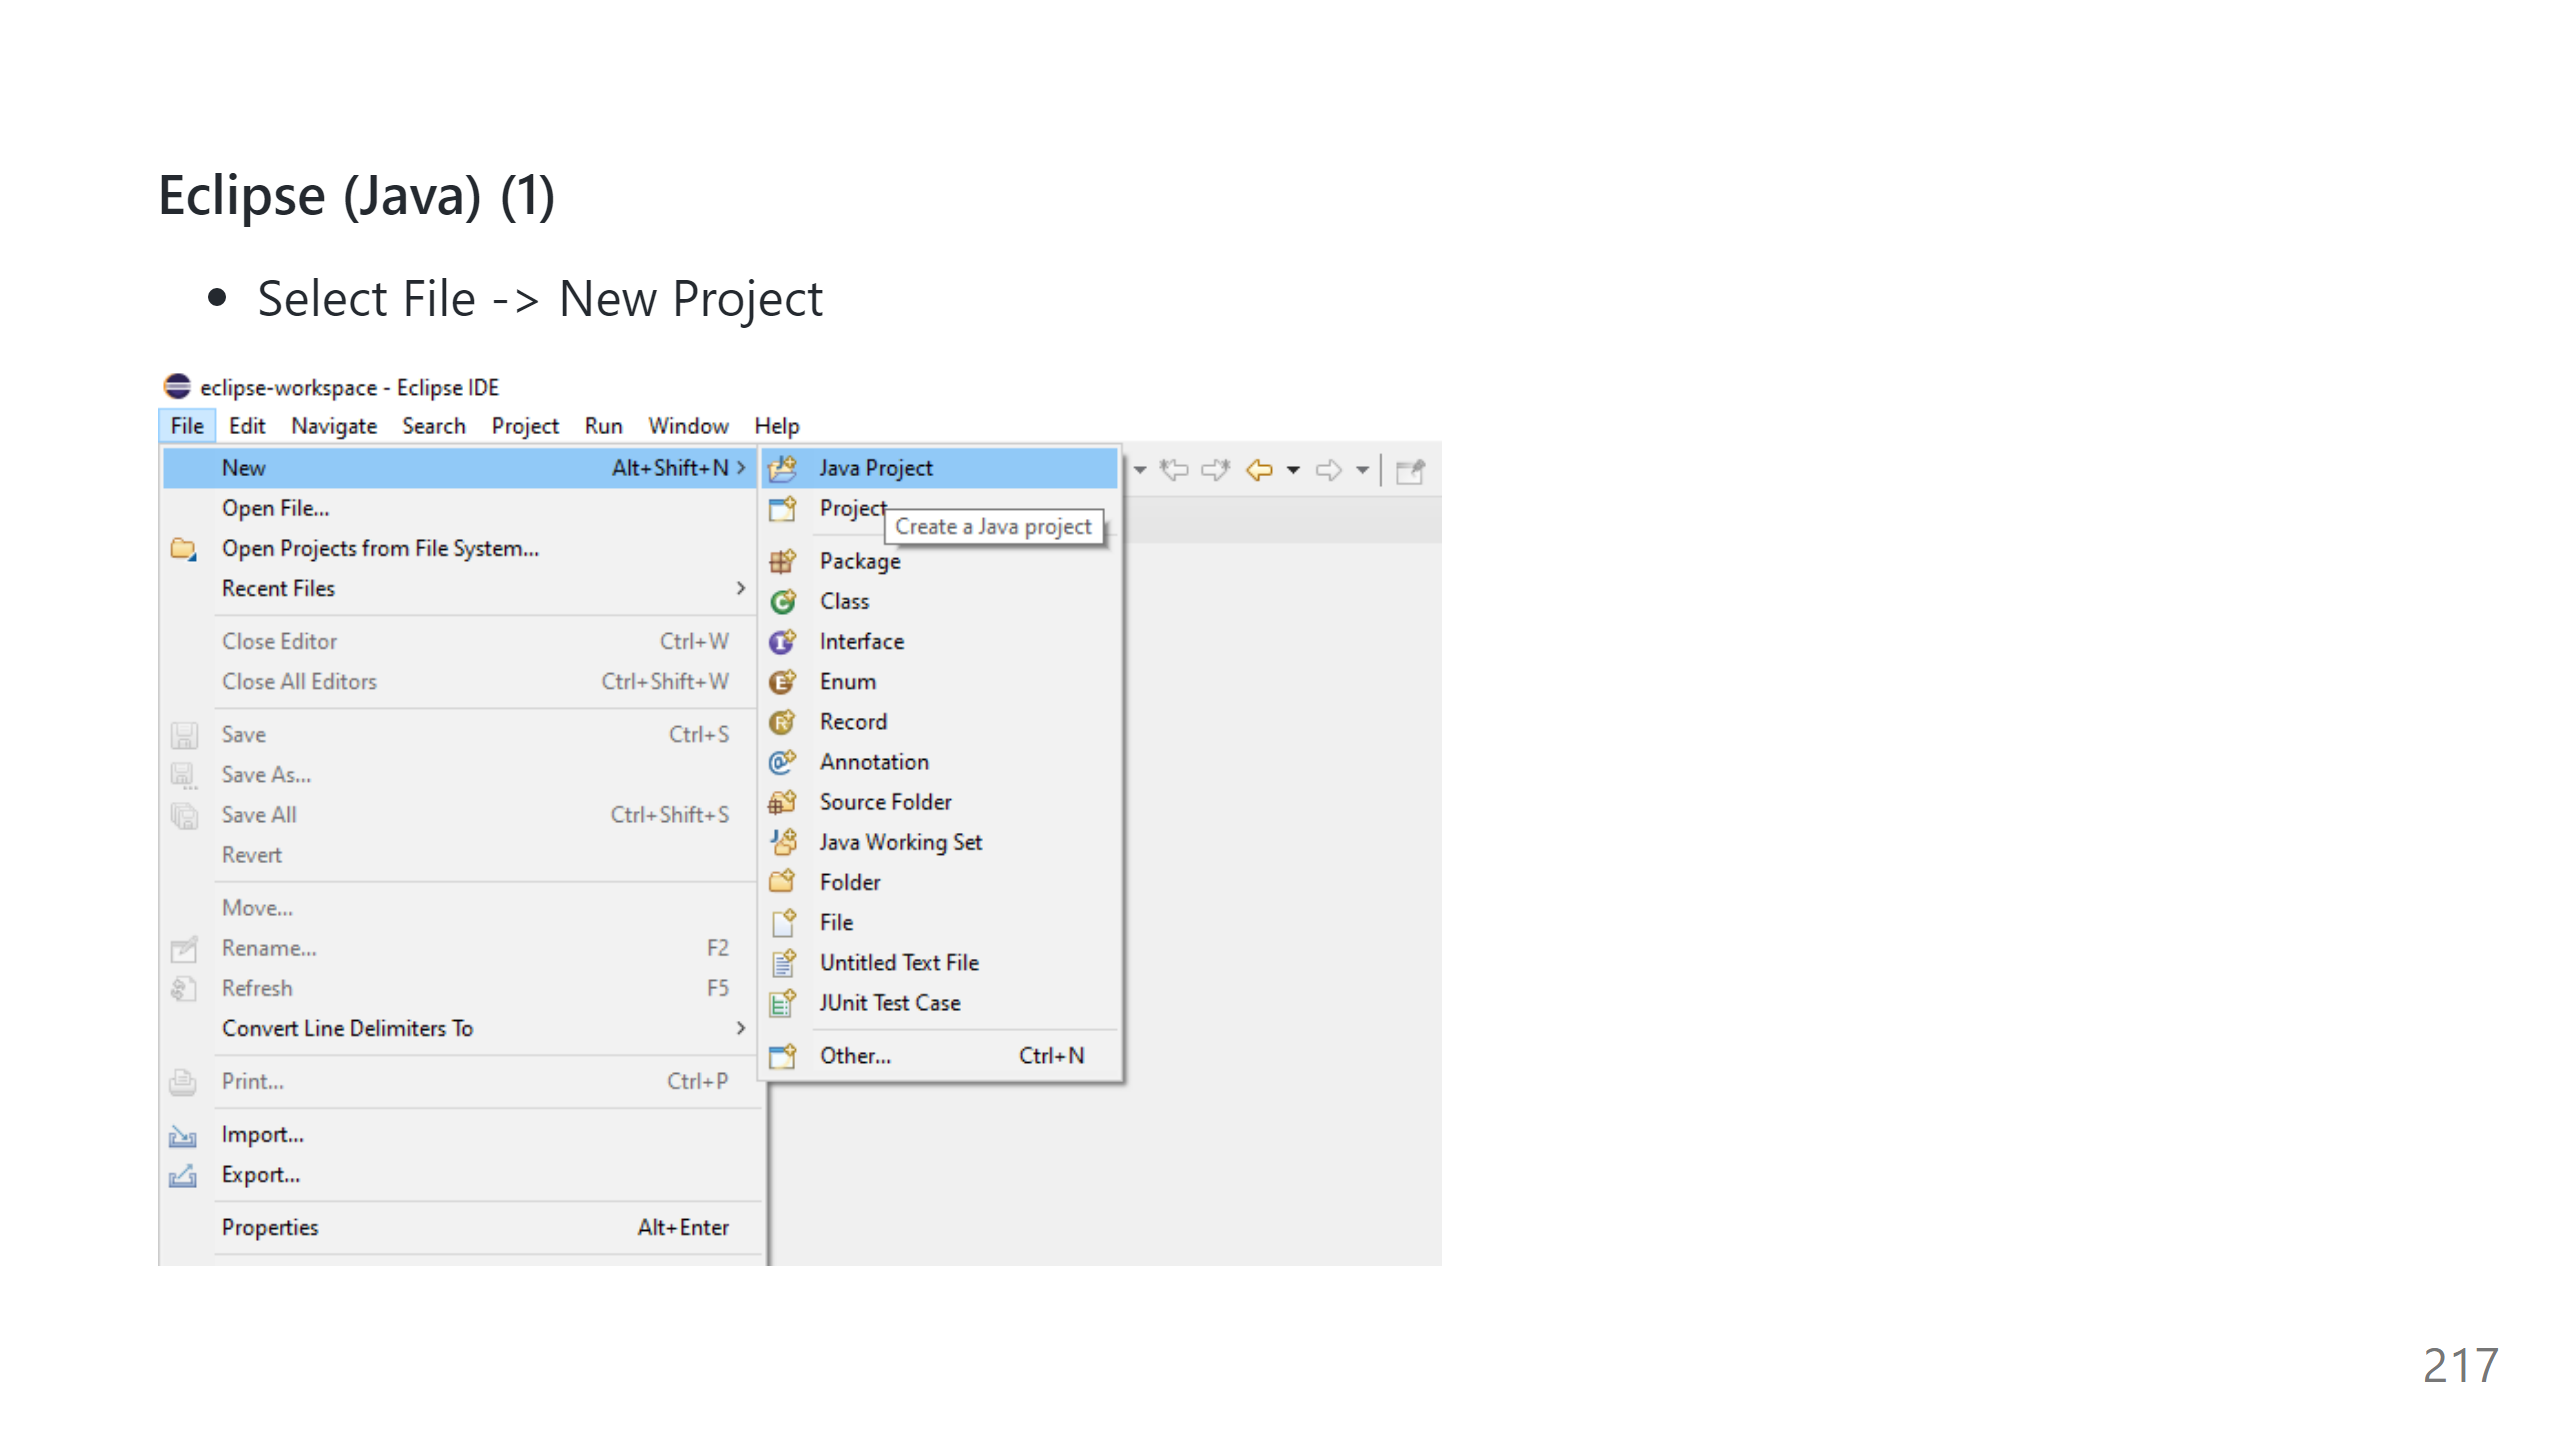 Eclipse (Java) (1)
• Select File -> New Project
eclipse-workspace - Eclipse IDE
File Edit Navigate Search Project Run Window Help
New Alt+Shift+N >
Open File...
Open Projects from File System...
Recent Files >
Close Editor Ctrl+W
Close All Editors Ctrl+Shift+W
Save Ctrl+S
Save As...
Save All Ctrl+Shift+S
Revert
Move...
Rename... F2
Refresh F5
Convert Line Delimiters To >
Print... Ctrl+P
Import...
Export...
Properties Alt+Enter
Java Project
Project
Create a Java project
Package
Class
Interface
Enum
Record
Annotation
Source Folder
Java Working Set
Folder
File
Untitled Text File
JUnit Test Case
Other... Ctrl+N
217